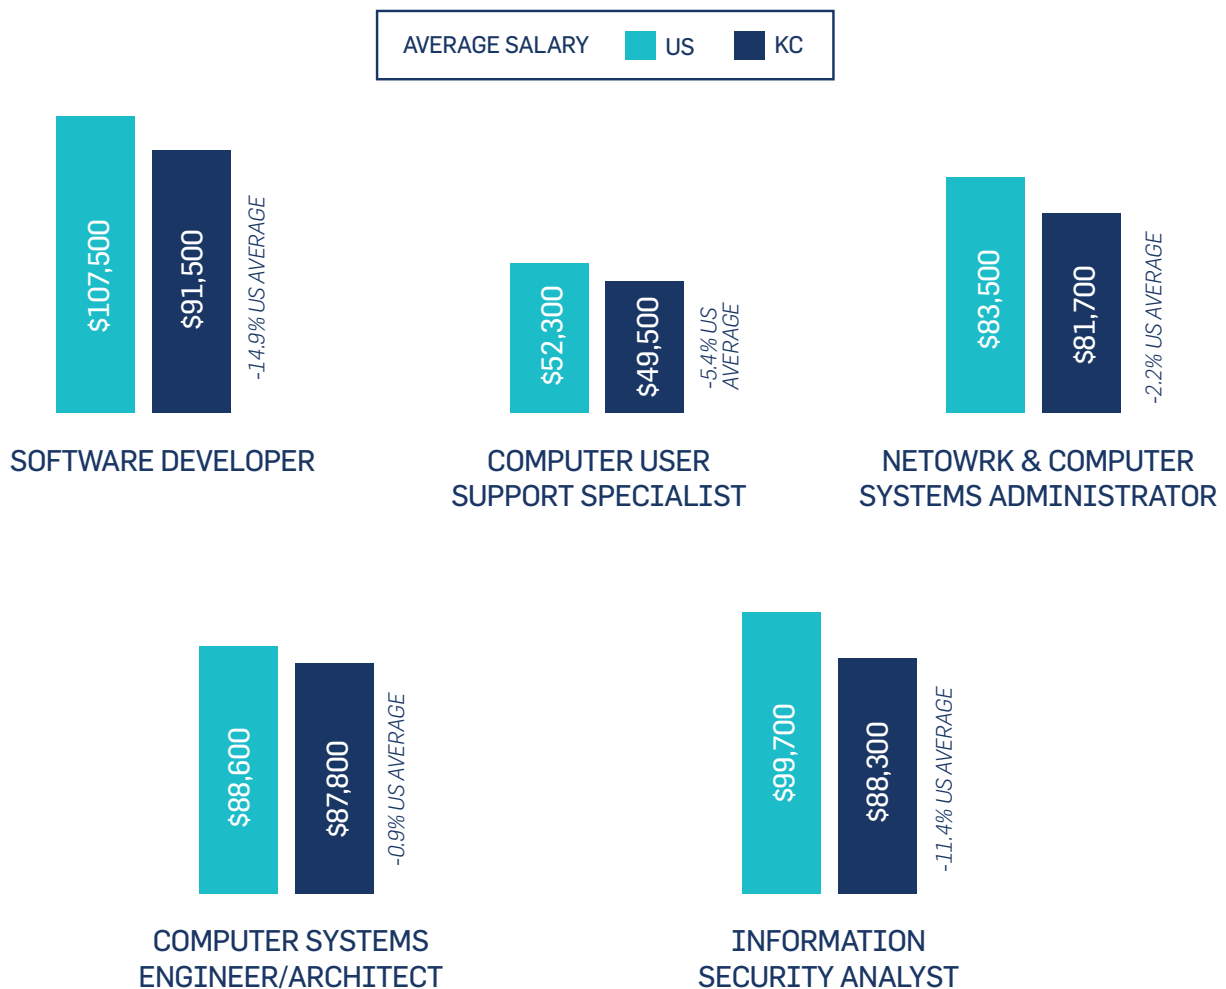 AVERAGE SALARY US KC
$107,500
$91,500
-14.9% US AVERAGE
SOFTWARE DEVELOPER
$52,300
$49,500
-5.4% US
AVERAGE
COMPUTER USER
SUPPORT SPECIALIST
$83,500
$81,700
-2.2% US AVERAGE
NETOWRK & COMPUTER
SYSTEMS ADMINISTRATOR
$88,600
$87,800
-0.9% US AVERAGE
COMPUTER SYSTEMS
ENGINEER/ARCHITECT
$99,700
$88,300
-11.4% US AVERAGE
INFORMATION
SECURITY ANALYST